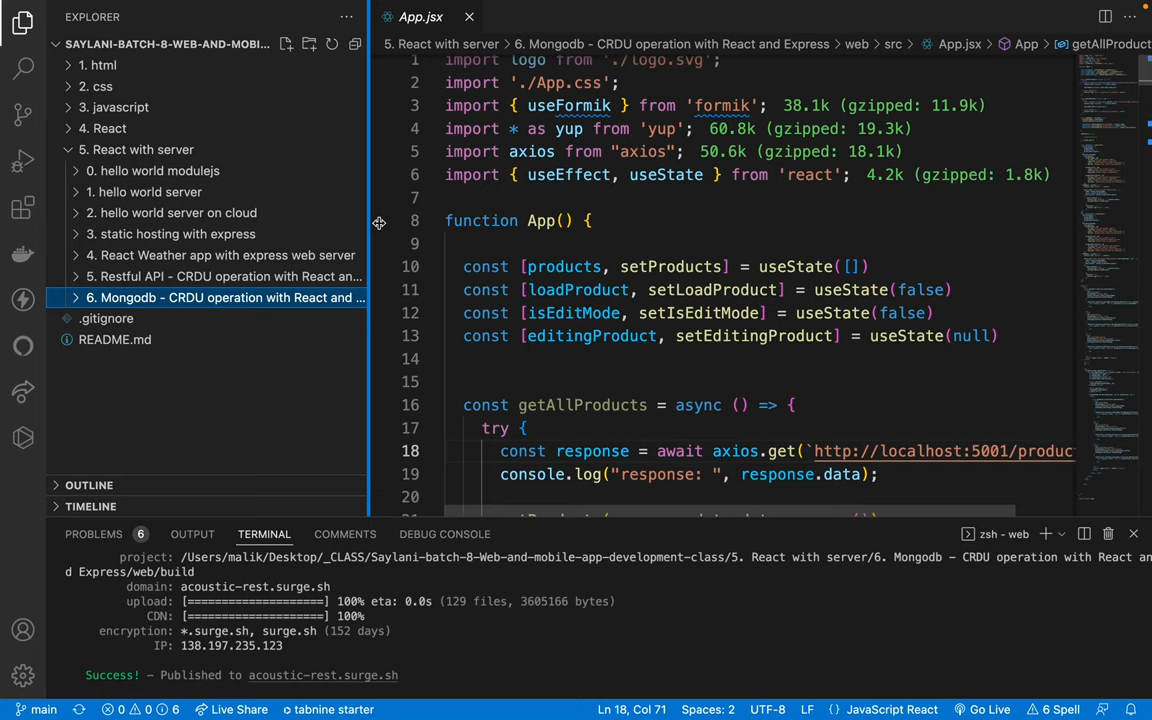 EXPLORER
SAYLANI-BATCH-8-WEB-AND-MOBI...
1. html
2. css
3. javascript
4. React
5. React with server
0. hello world modulejs
1. hello world server
2. hello world server on cloud
3. static hosting with express
4. React Weather app with express web server
5. Restful API - CRDU operation with React an...
6. Mongodb - CRDU operation with React and ...
.gitignore
README.md
OUTLINE
TIMELINE
App.jsx
5. React with server > 6. Mongodb - CRDU operation with React and Express > web > src > App.jsx > App > getAllProduct
1 import logo from './logo.svg';
2 import './App.css';
3 import { useFormik } from 'formik'; 38.1k (gzipped: 11.9k)
4 import * as yup from 'yup'; 60.8k (gzipped: 19.3k)
5 import axios from "axios"; 50.6k (gzipped: 18.1k)
6 import { useEffect, useState } from 'react'; 4.2k (gzipped: 1.8k)
7
8 function App() {
9
10 const [products, setProducts] = useState([])
11 const [loadProduct, setLoadProduct] = useState(false)
12 const [isEditMode, setIsEditMode] = useState(false)
13 const [editingProduct, setEditingProduct] = useState(null)
14
15
16 const getAllProducts = async () => {
17 try {
18 const response = await axios.get(`http://localhost:5001/produc
19 console.log("response: ", response.data);
20
PROBLEMS 6 OUTPUT TERMINAL COMMENTS DEBUG CONSOLE zsh - web
project: /Users/malik/Desktop/_CLASS/Saylani-batch-8-Web-and-mobile-app-development-class/5. React with server/6. Mongodb - CRDU operation with React an
d Express/web/build
domain: acoustic-rest.surge.sh
upload: [====================] 100% eta: 0.0s (129 files, 3605166 bytes)
CDN: [====================] 100%
encryption: *.surge.sh, surge.sh (152 days)
IP: 138.197.235.123
Success! - Published to acoustic-rest.surge.sh
main 0 0 6 Live Share tabnine starter Ln 18, Col 71 Spaces: 2 UTF-8 LF {} JavaScript React Go Live 6 Spell